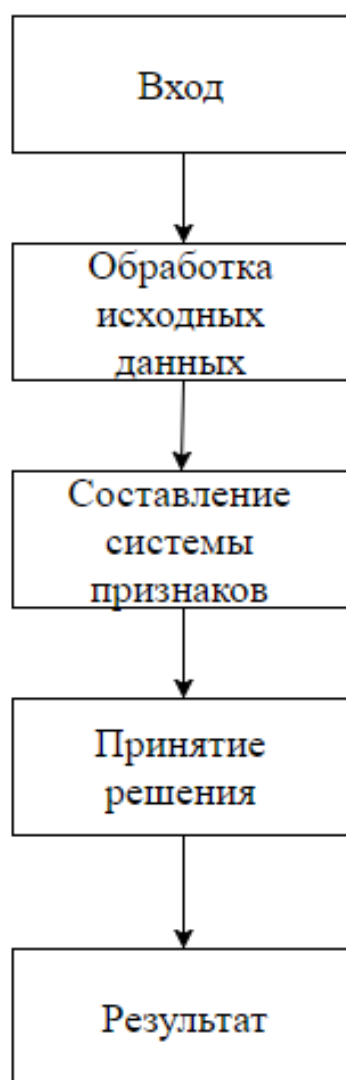 Вход
Обработка
исходных
данных
Составление
системы
признаков
Принятие
решения
Результат